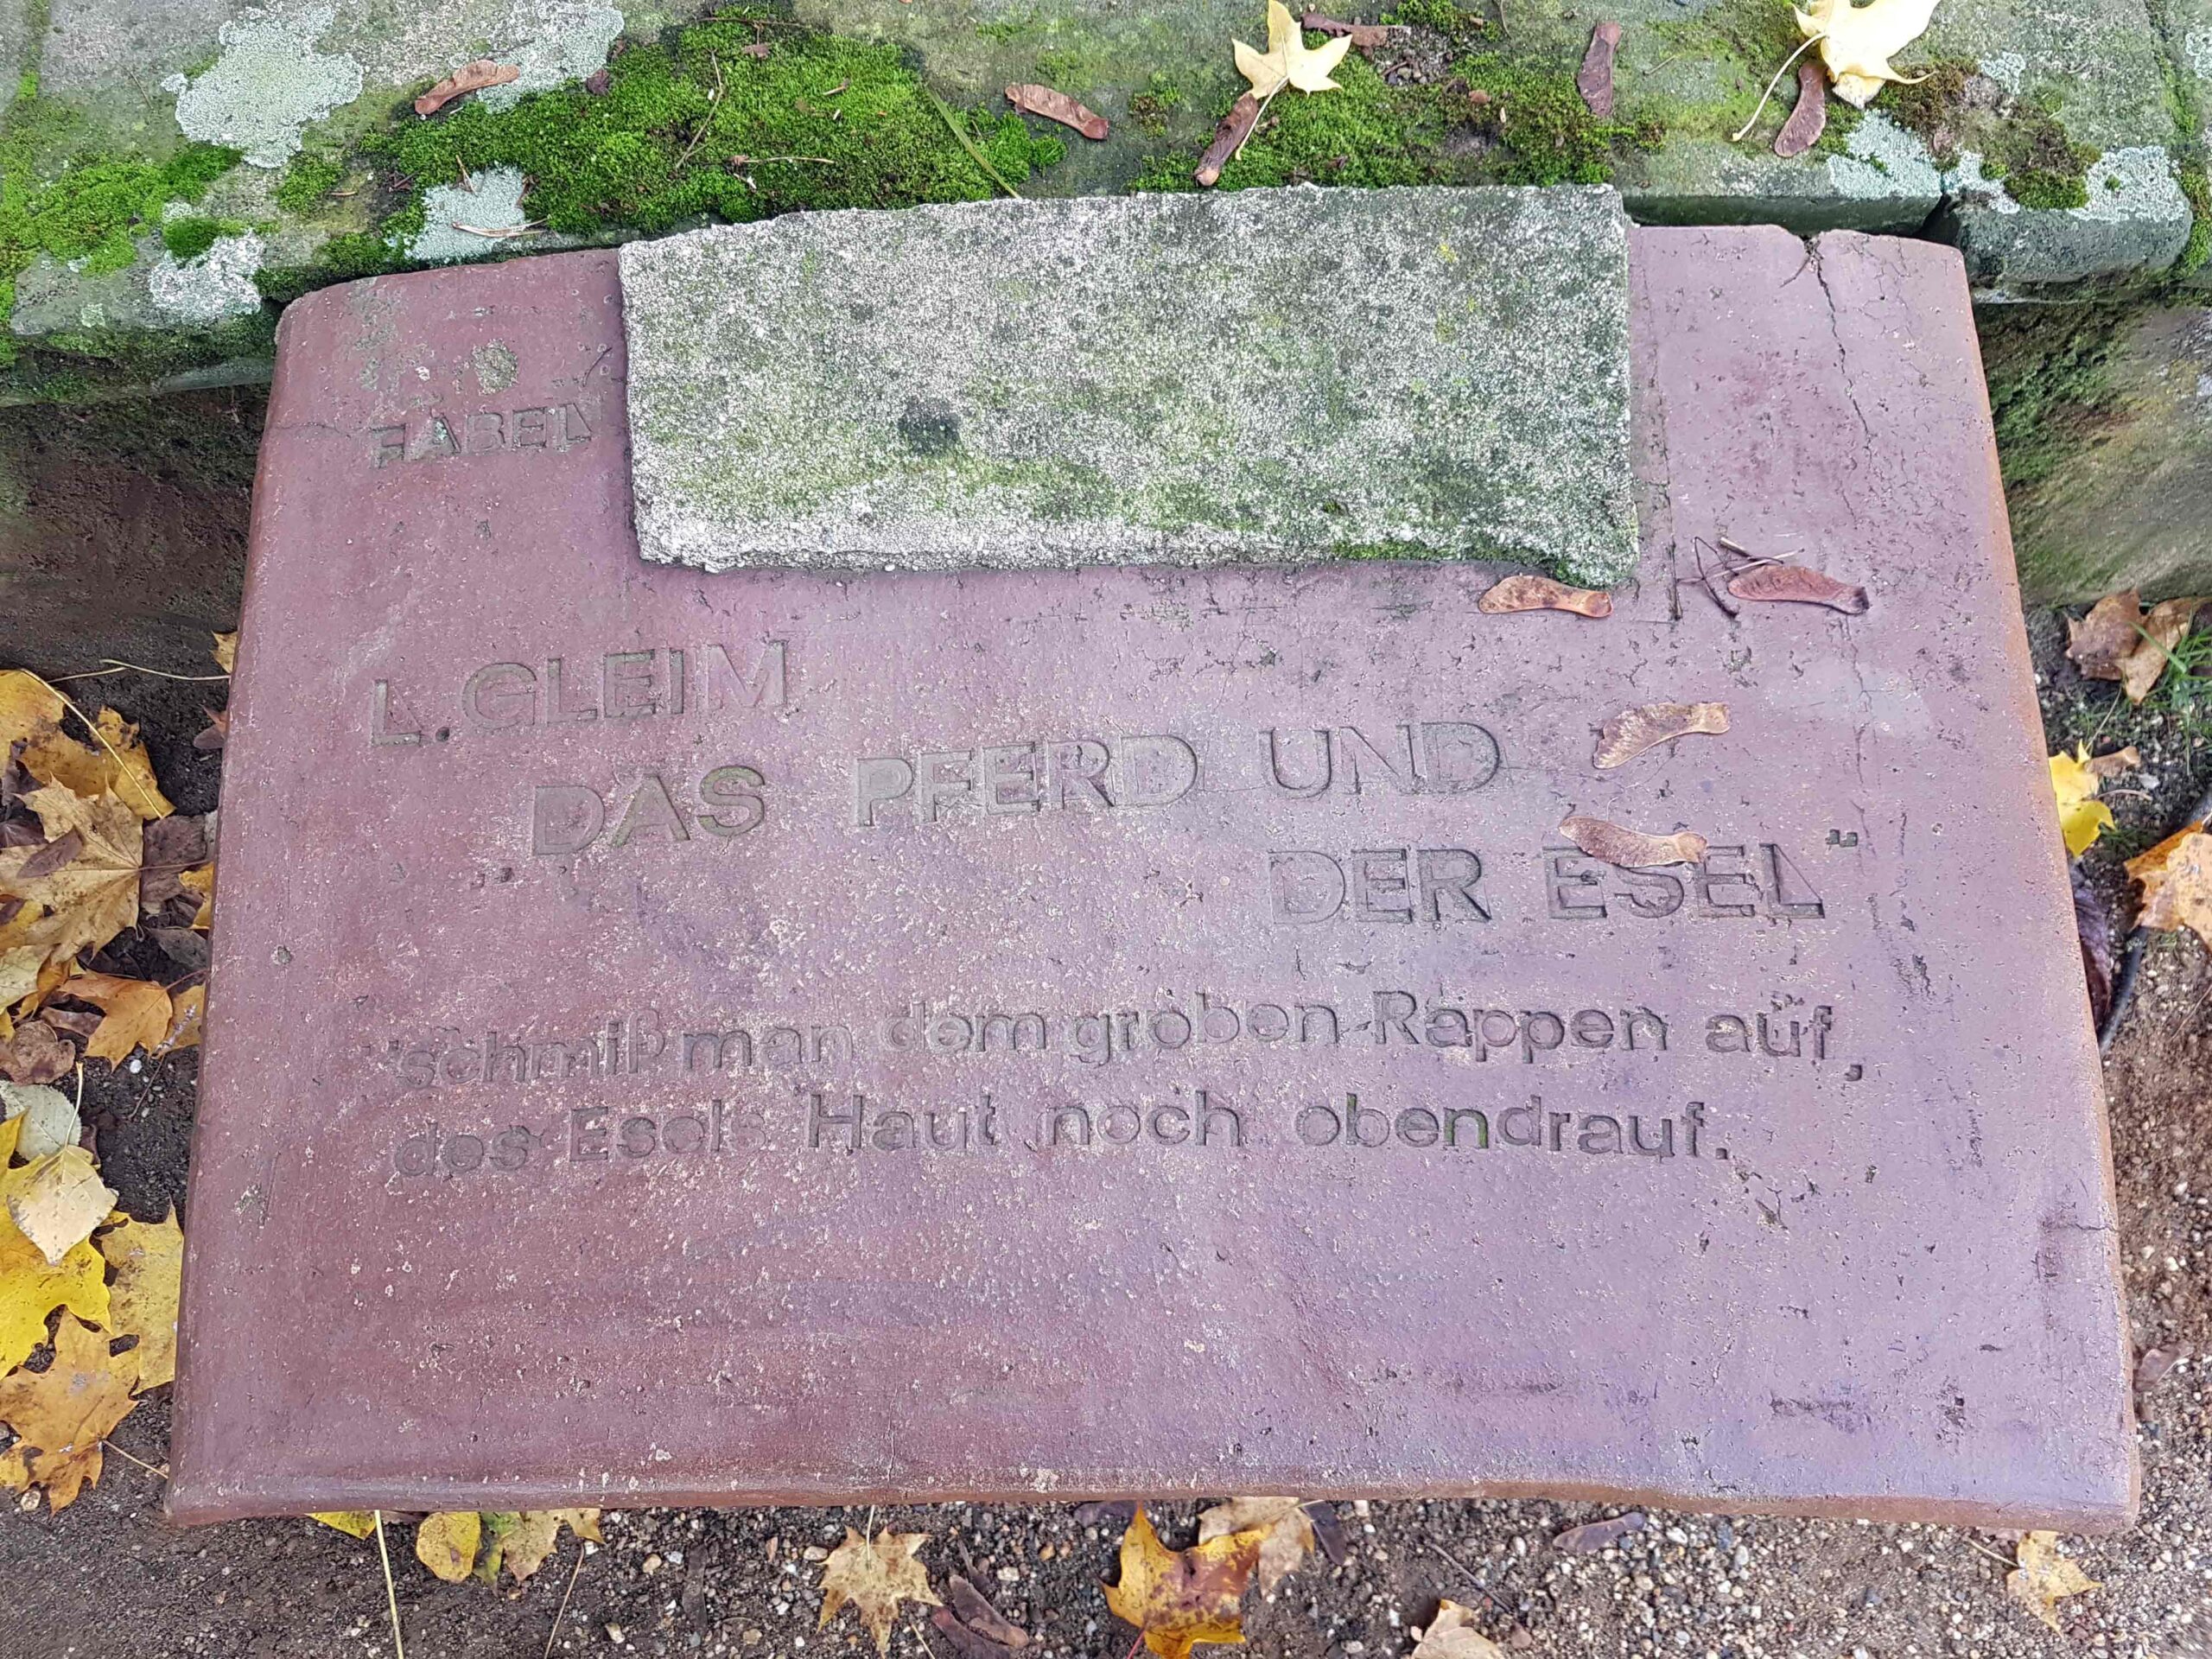 FABEL
L. GLEIM
„DAS PFERD UND
DER ESEL"
"schmiß man dem groben Rappen auf,
des Esels Haut noch obendrauf.